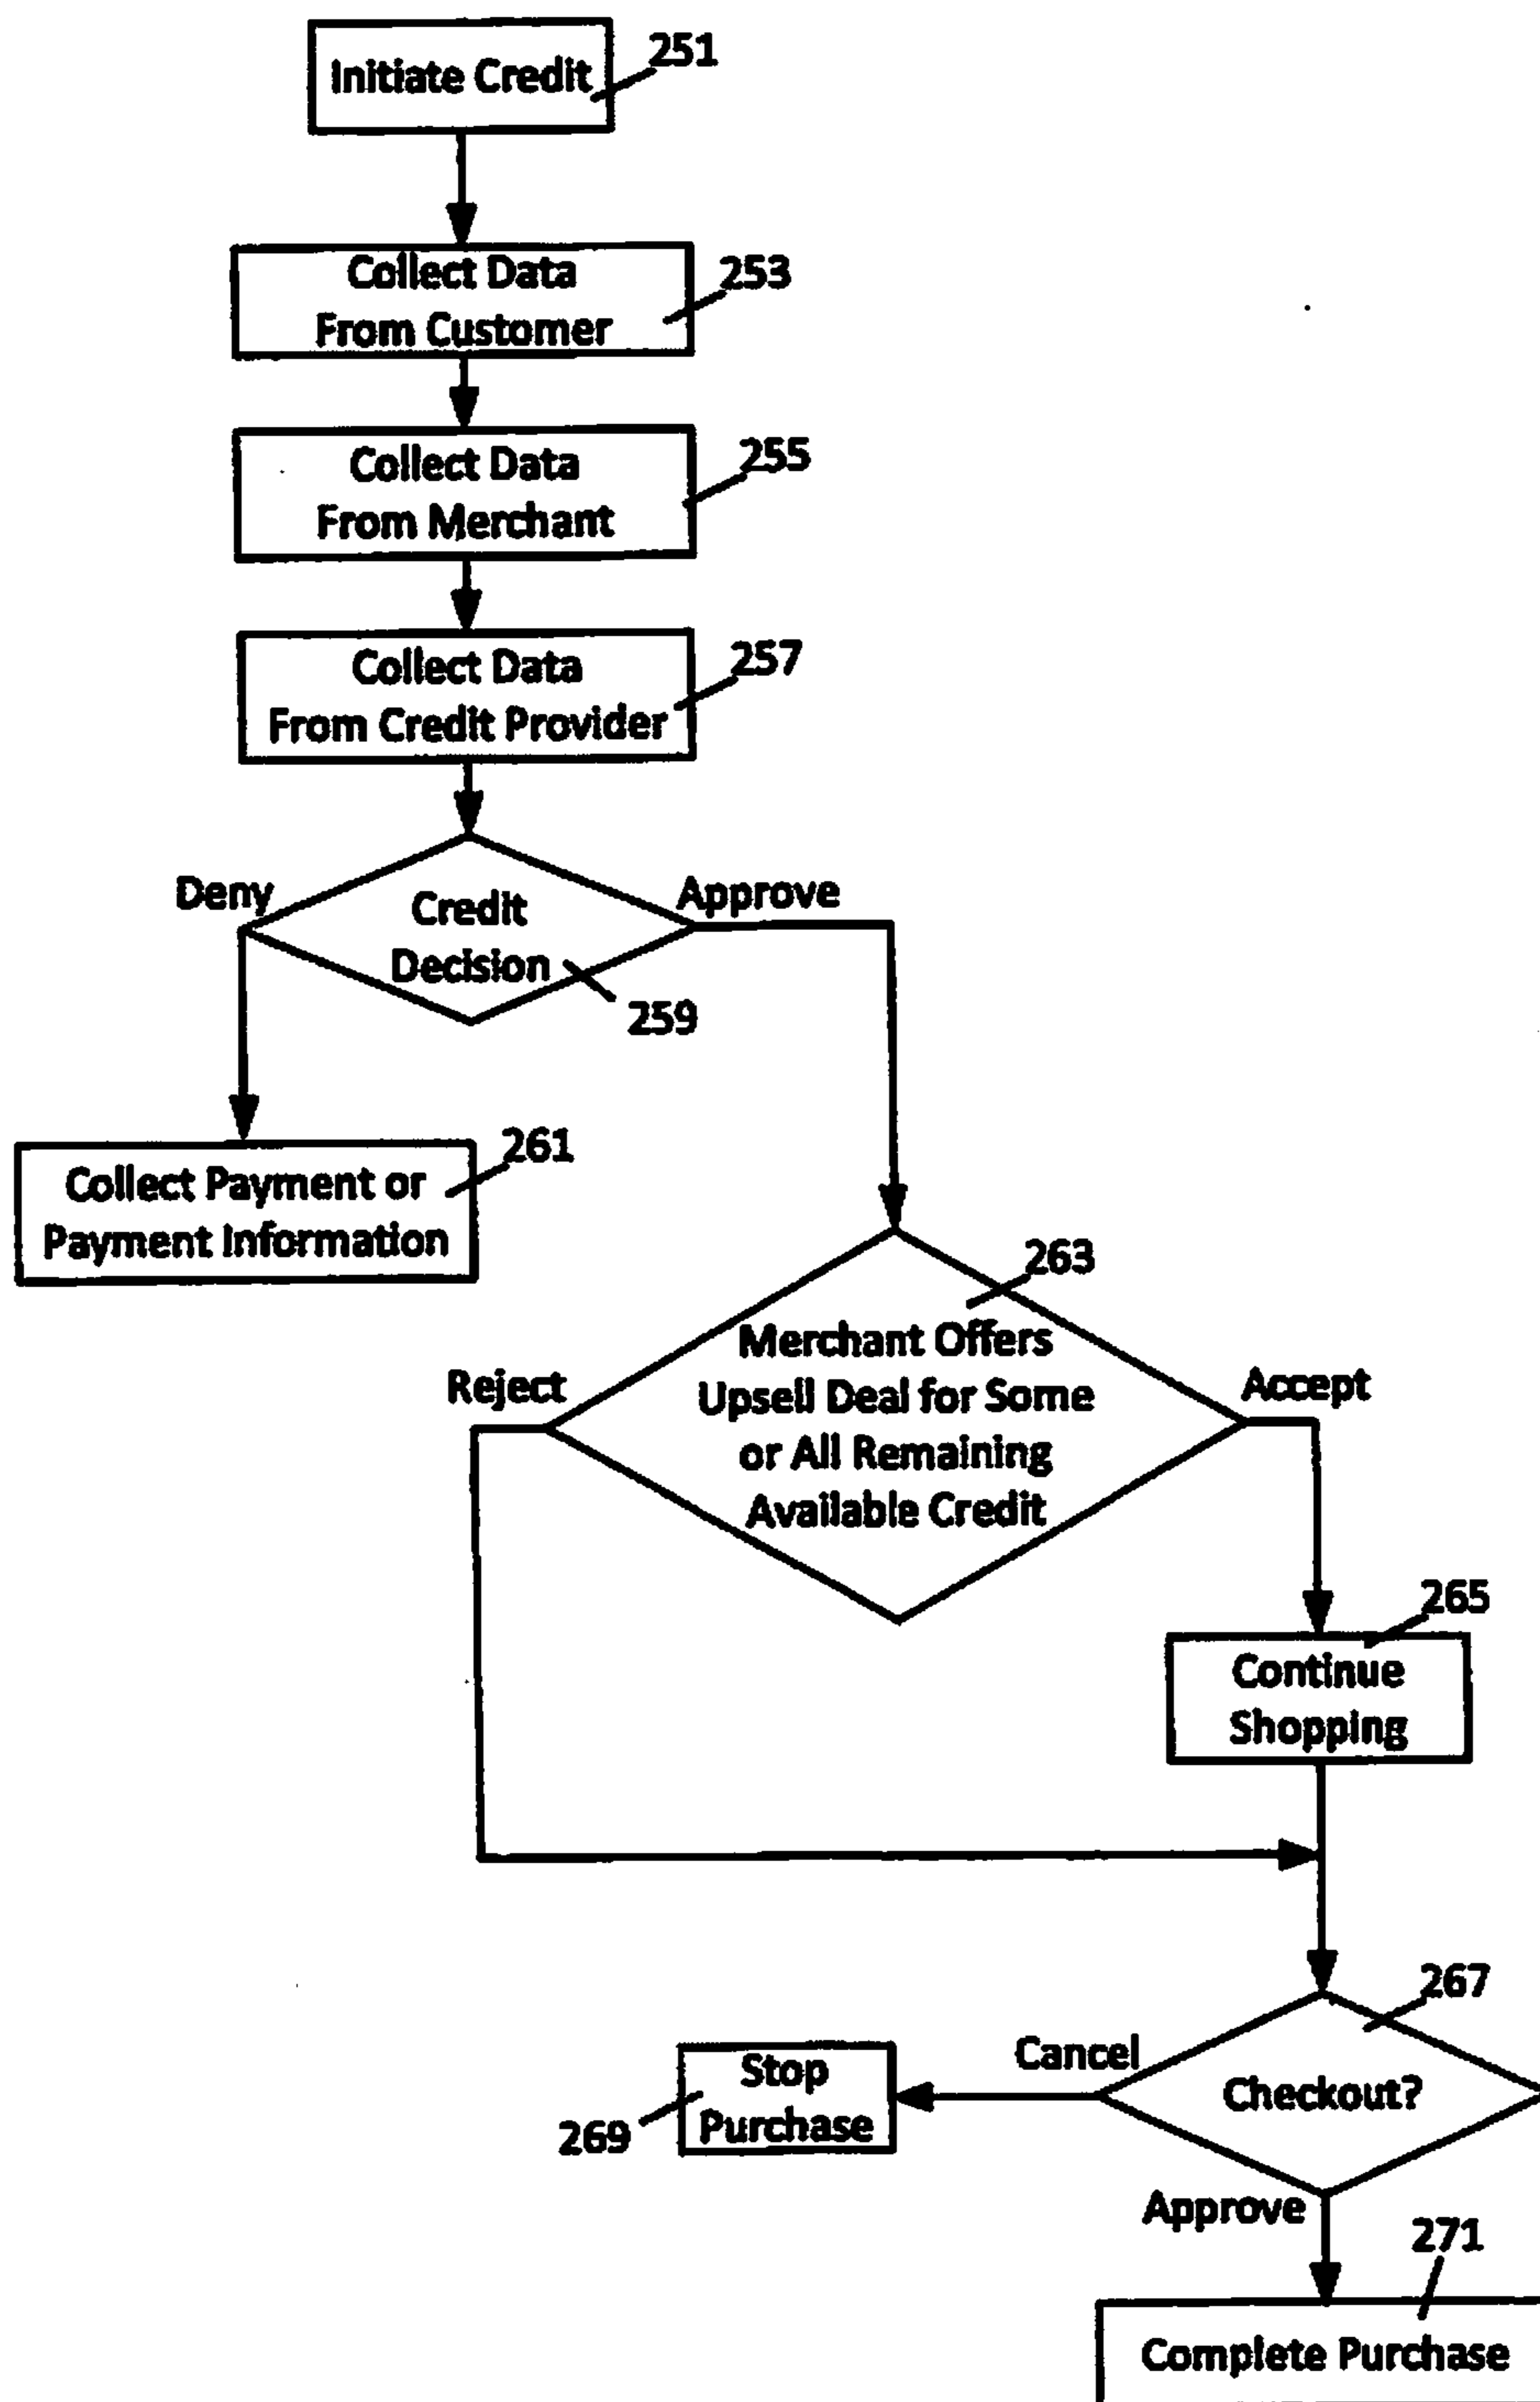 Initiate Credit
251
Collect Data
From Customer
253
Collect Data
From Merchant
255
Collect Data
From Credit Provider
257
Deny
Approve
Credit
Decision
259
Collect Payment or
Payment Information
261
263
Merchant Offers
Upsell Deal for Some
or All Remaining
Available Credit
Reject
Accept
265
Continue
Shopping
267
Cancel
Checkout?
Stop
Purchase
269
Approve
271
Complete Purchase